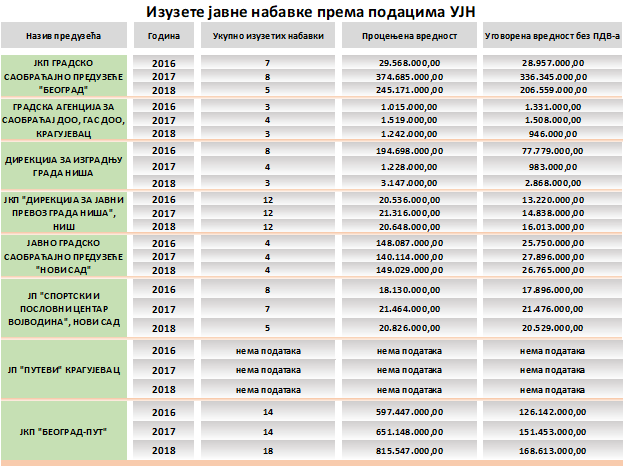 Изузете јавне набавке према подацима УЈН
Назив предузећа Година Укупно изузетих набавки Процењена вредност Уговорена вредност без ПДВ-а
ЈКП ГРАДСКО
САОБРАЋАЈНО ПРЕДУЗЕЋЕ
"БЕОГРАД"
2016 7 29.568.000,00 28.957.000,00
2017 8 374.685.000,00 336.345.000,00
2018 5 245.171.000,00 206.559.000,00
ГРАДСКА АГЕНЦИЈА ЗА
САОБРАЋАЈ ДОО, ГАС ДОО,
КРАГУЈЕВАЦ
2016 3 1.015.000,00 1.331.000,00
2017 4 1.519.000,00 1.508.000,00
2018 3 1.242.000,00 946.000,00
ДИРЕКЦИЈА ЗА ИЗГРАДЊУ
ГРАДА НИША
2016 8 194.698.000,00 77.779.000,00
2017 4 1.228.000,00 983.000,00
2018 3 3.147.000,00 2.868.000,00
ЈКП "ДИРЕКЦИЈА ЗА ЈАВНИ
ПРЕВОЗ ГРАДА НИША",
НИШ
2016 12 20.536.000,00 13.220.000,00
2017 12 21.316.000,00 14.838.000,00
2018 12 20.648.000,00 16.013.000,00
ЈАВНО ГРАДСКО
САОБРАЋАЈНО ПРЕДУЗЕЋЕ
"НОВИ САД"
2016 4 148.087.000,00 25.750.000,00
2017 4 140.114.000,00 27.896.000,00
2018 4 149.029.000,00 26.765.000,00
ЈП "СПОРТСКИ И
ПОСЛОВНИ ЦЕНТАР
ВОЈВОДИНА", НОВИ САД
2016 8 18.130.000,00 17.896.000,00
2017 7 21.464.000,00 21.476.000,00
2018 5 20.826.000,00 20.529.000,00
ЈП "ПУТЕВИ" КРАГУЈЕВАЦ
2016 нема података нема података нема података
2017 нема података нема података нема података
2018 нема података нема података нема података
ЈКП "БЕОГРАД-ПУТ"
2016 14 597.447.000,00 126.142.000,00
2017 14 651.148.000,00 151.453.000,00
2018 18 815.547.000,00 168.613.000,00